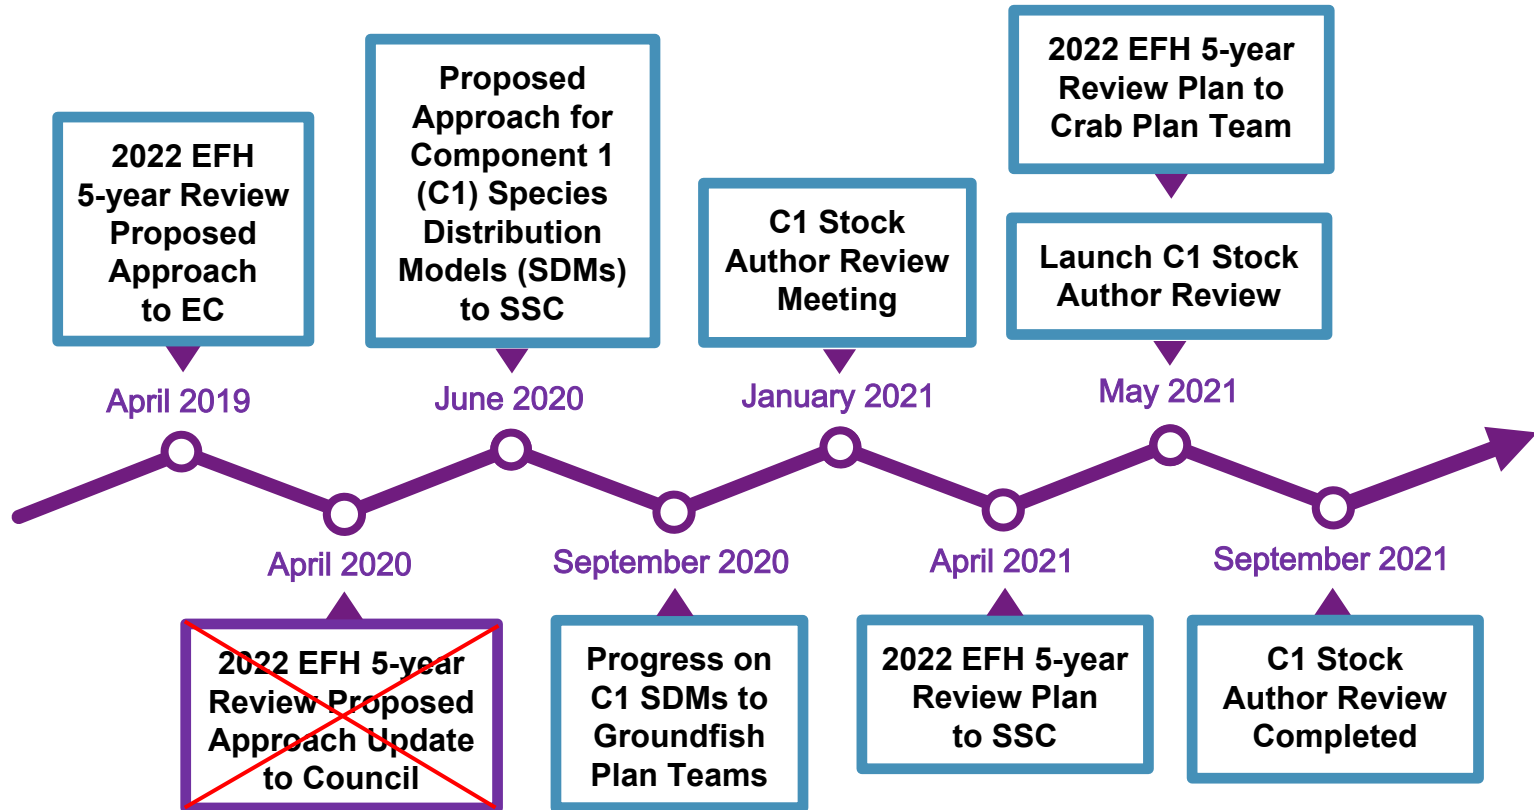 2022 EFH
5-year Review
Proposed
Approach
to EC
April 2019
2022 EFH 5-year
Review Proposed
Approach Update
to Council
April 2020
Proposed
Approach for
Component 1
(C1) Species
Distribution
Models (SDMs)
to SSC
June 2020
September 2020
Progress on
C1 SDMs to
Groundfish
Plan Teams
C1 Stock
Author Review
Meeting
January 2021
April 2021
2022 EFH 5-year
Review Plan
to SSC
2022 EFH 5-year
Review Plan to
Crab Plan Team
Launch C1 Stock
Author Review
May 2021
September 2021
C1 Stock
Author Review
Completed